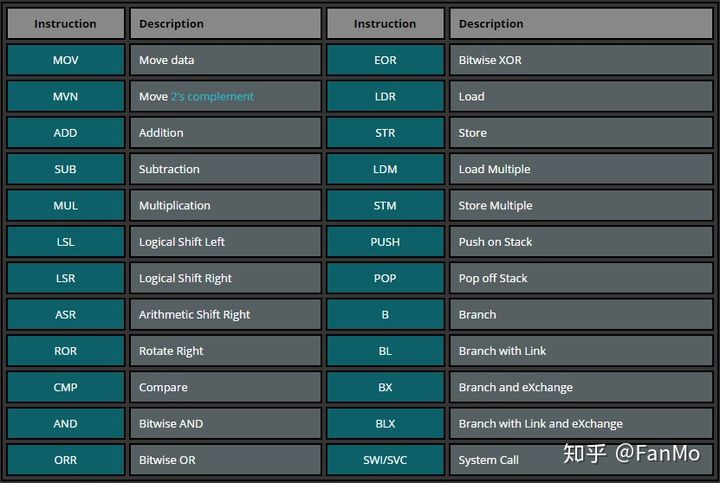 Instruction Description Instruction Description
MOV Move data EOR Bitwise XOR
MVN Move 2's complement LDR Load
ADD Addition STR Store
SUB Subtraction LDM Load Multiple
MUL Multiplication STM Store Multiple
LSL Logical Shift Left PUSH Push on Stack
LSR Logical Shift Right POP Pop off Stack
ASR Arithmetic Shift Right B Branch
ROR Rotate Right BL Branch with Link
CMP Compare BX Branch and eXchange
AND Bitwise AND BLX Branch with Link and eXchange
ORR Bitwise OR SWI/SVC System Call
知乎 @FanMo